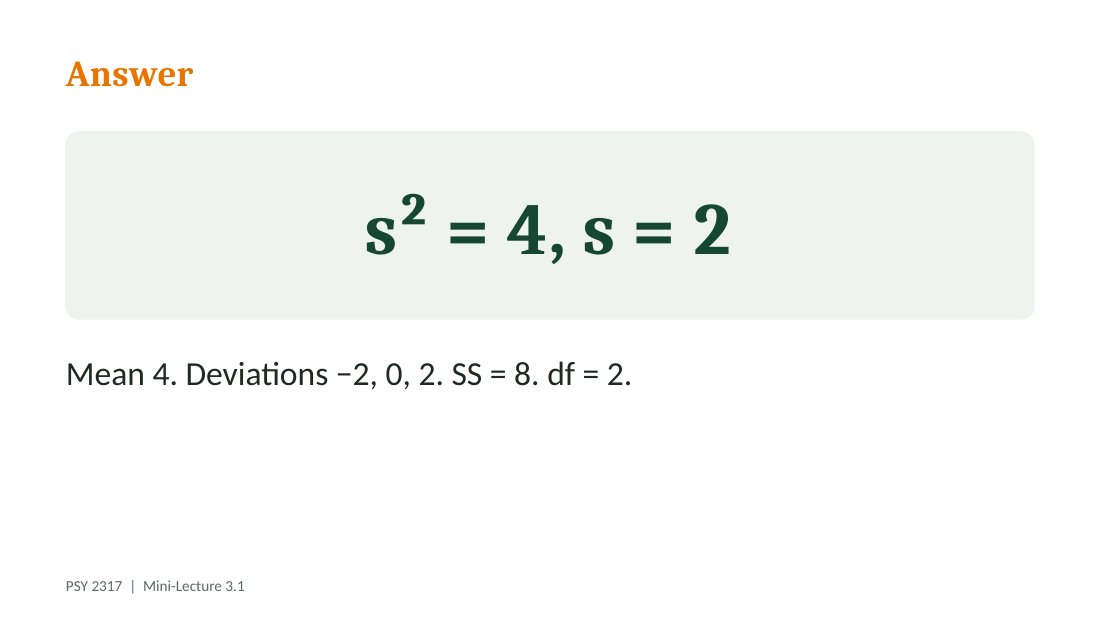 Answer
s² = 4, s = 2
Mean 4. Deviations −2, 0, 2. SS = 8. df = 2.
PSY 2317 | Mini-Lecture 3.1